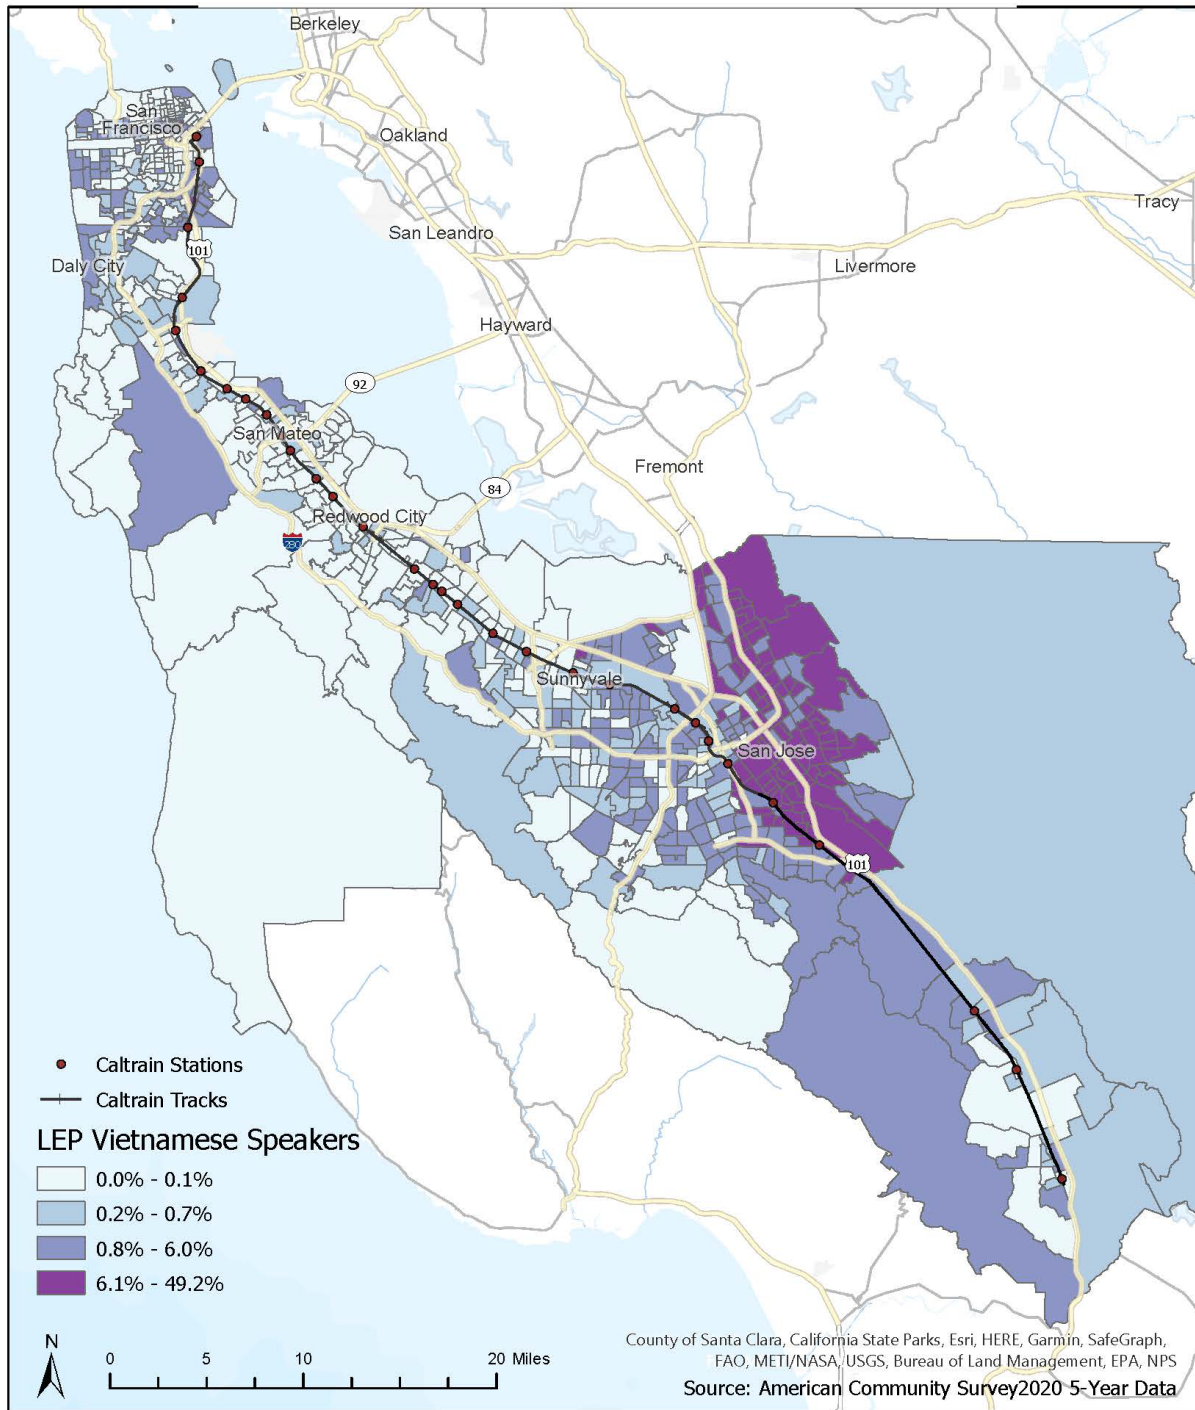 Berkeley
San
Francisco
Oakland
Tracy
San Leandro
101
Daly City
Livermore
Hayward
92
San Mateo
Fremont
84
Redwood City
280
Sunnyvale
San Jose
101
Caltrain Stations
Caltrain Tracks
LEP Vietnamese Speakers
0.0% - 0.1%
0.2% - 0.7%
0.8% - 6.0%
6.1% - 49.2%
N
0 5 10 20 Miles
County of Santa Clara, California State Parks, Esri, HERE, Garmin, SafeGraph,
FAO, METI/NASA, USGS, Bureau of Land Management, EPA, NPS
Source: American Community Survey2020 5-Year Data